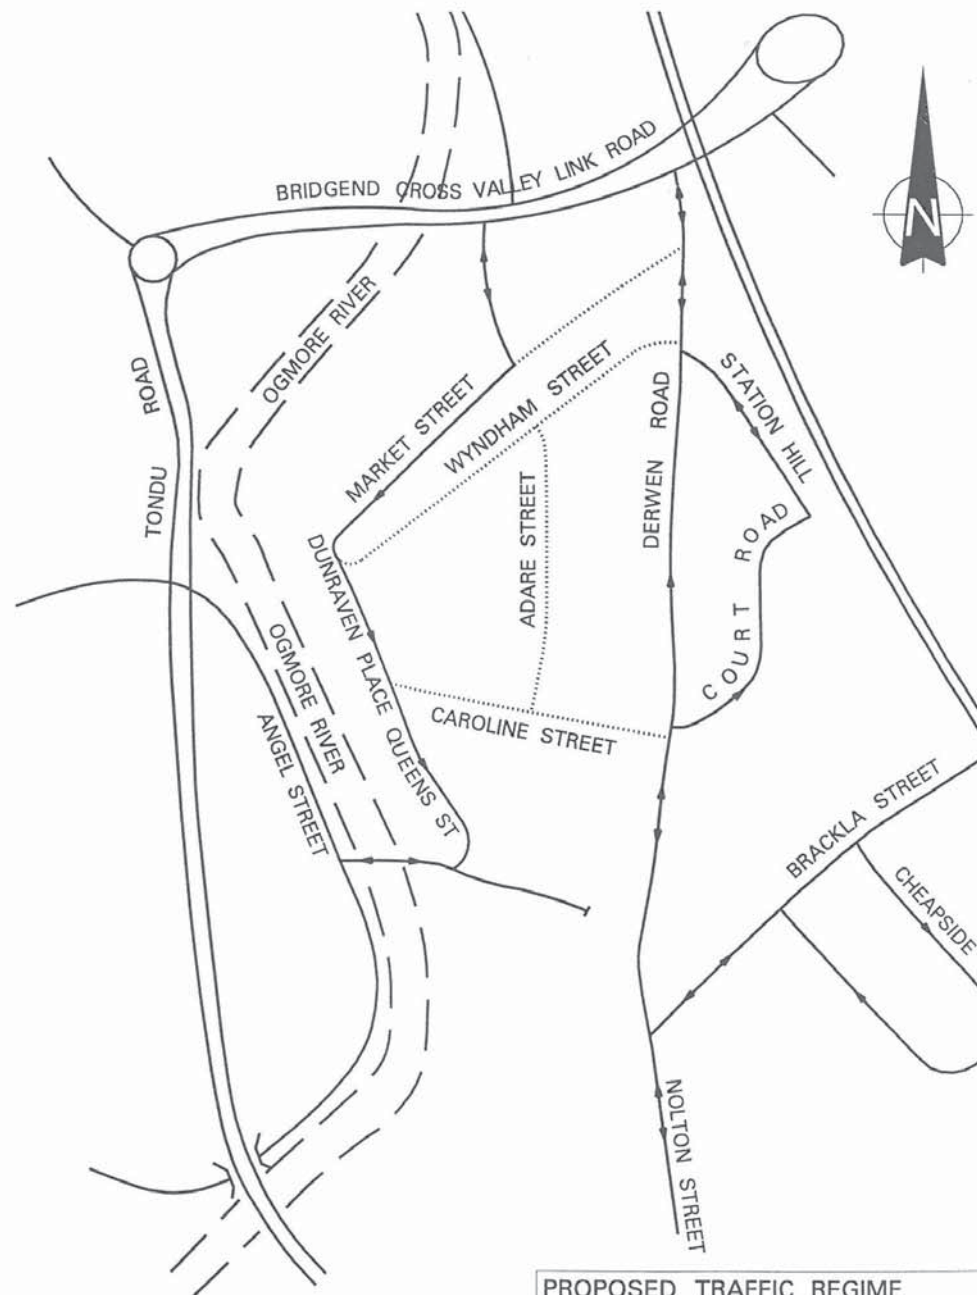 BRIDGEND CROSS VALLEY LINK ROAD
N
OGMORE RIVER
TONDU ROAD
MARKET STREET
WYNDHAM STREET
STATION HILL
DERWEN ROAD
ADARE STREET
COURT ROAD
DUNRAVEN PLACE QUEENS ST
OGMORE RIVER
ANGEL STREET
CAROLINE STREET
BRACKLA STREET
CHEAPSIDE
NOLTON STREET
PROPOSED TRAFFIC REGIME